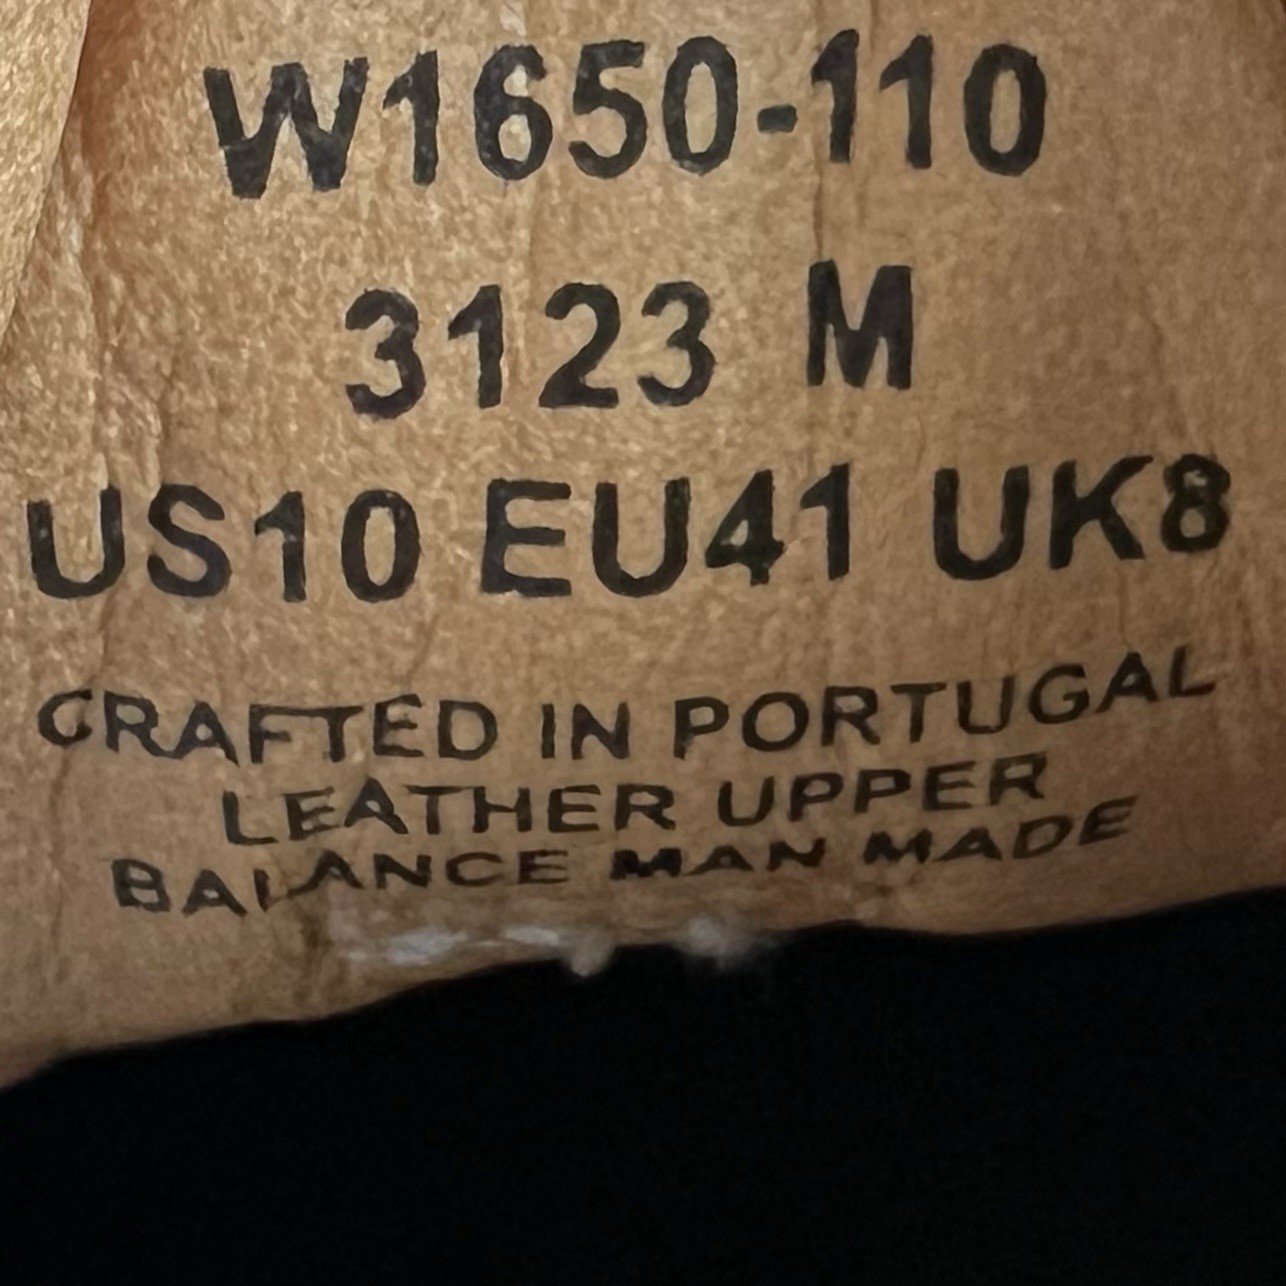 W1650-110
3123 M
US10 EU41 UK8
CRAFTED IN PORTUGAL
LEATHER UPPER
BALANCE MAN MADE